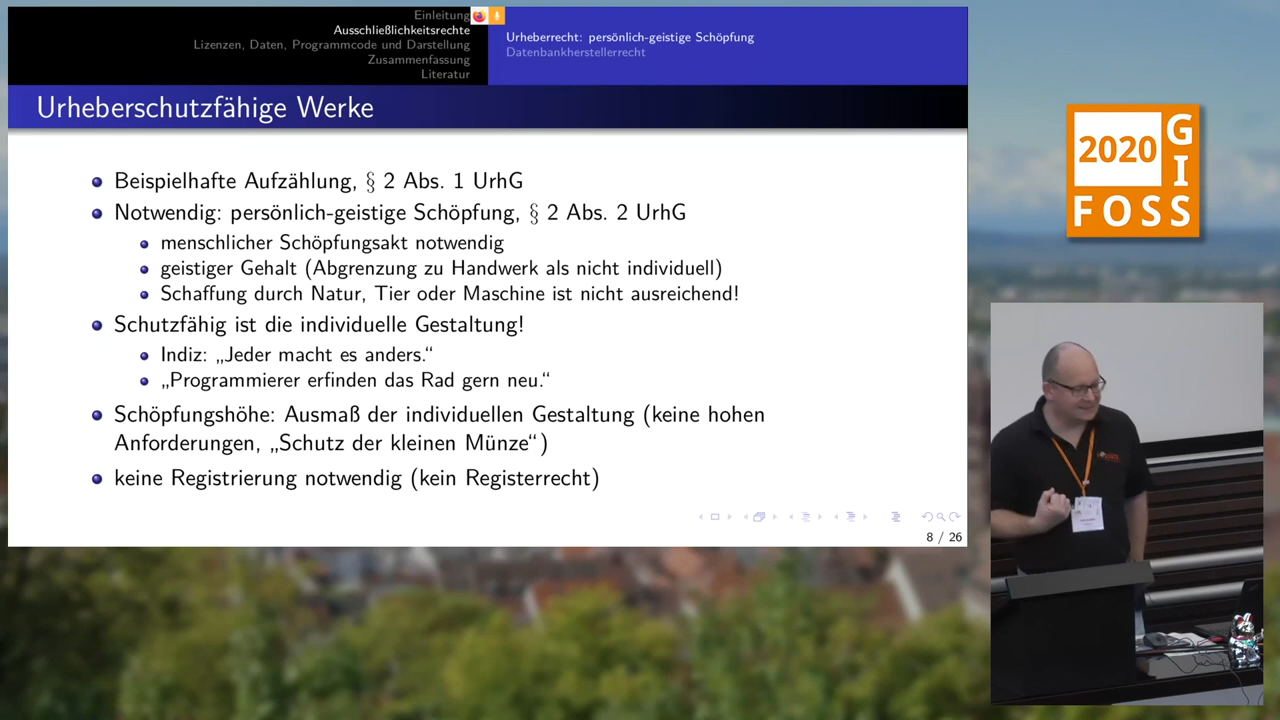 Einleitung
Ausschließlichkeitsrechte
Lizenzen, Daten, Programmcode und Darstellung
Zusammenfassung
Literatur
Urheberrecht: persönlich-geistige Schöpfung
Datenbankherstellerrecht
Urheberschutzfähige Werke
Beispielhafte Aufzählung, § 2 Abs. 1 UrhG
Notwendig: persönlich-geistige Schöpfung, § 2 Abs. 2 UrhG
menschlicher Schöpfungsakt notwendig
geistiger Gehalt (Abgrenzung zu Handwerk als nicht individuell)
Schaffung durch Natur, Tier oder Maschine ist nicht ausreichend!
Schutzfähig ist die individuelle Gestaltung!
Indiz: „Jeder macht es anders.“
„Programmierer erfinden das Rad gern neu.“
Schöpfungshöhe: Ausmaß der individuellen Gestaltung (keine hohen
Anforderungen, „Schutz der kleinen Münze“)
keine Registrierung notwendig (kein Registerrecht)
8 / 26
2020
GIS
FOSS